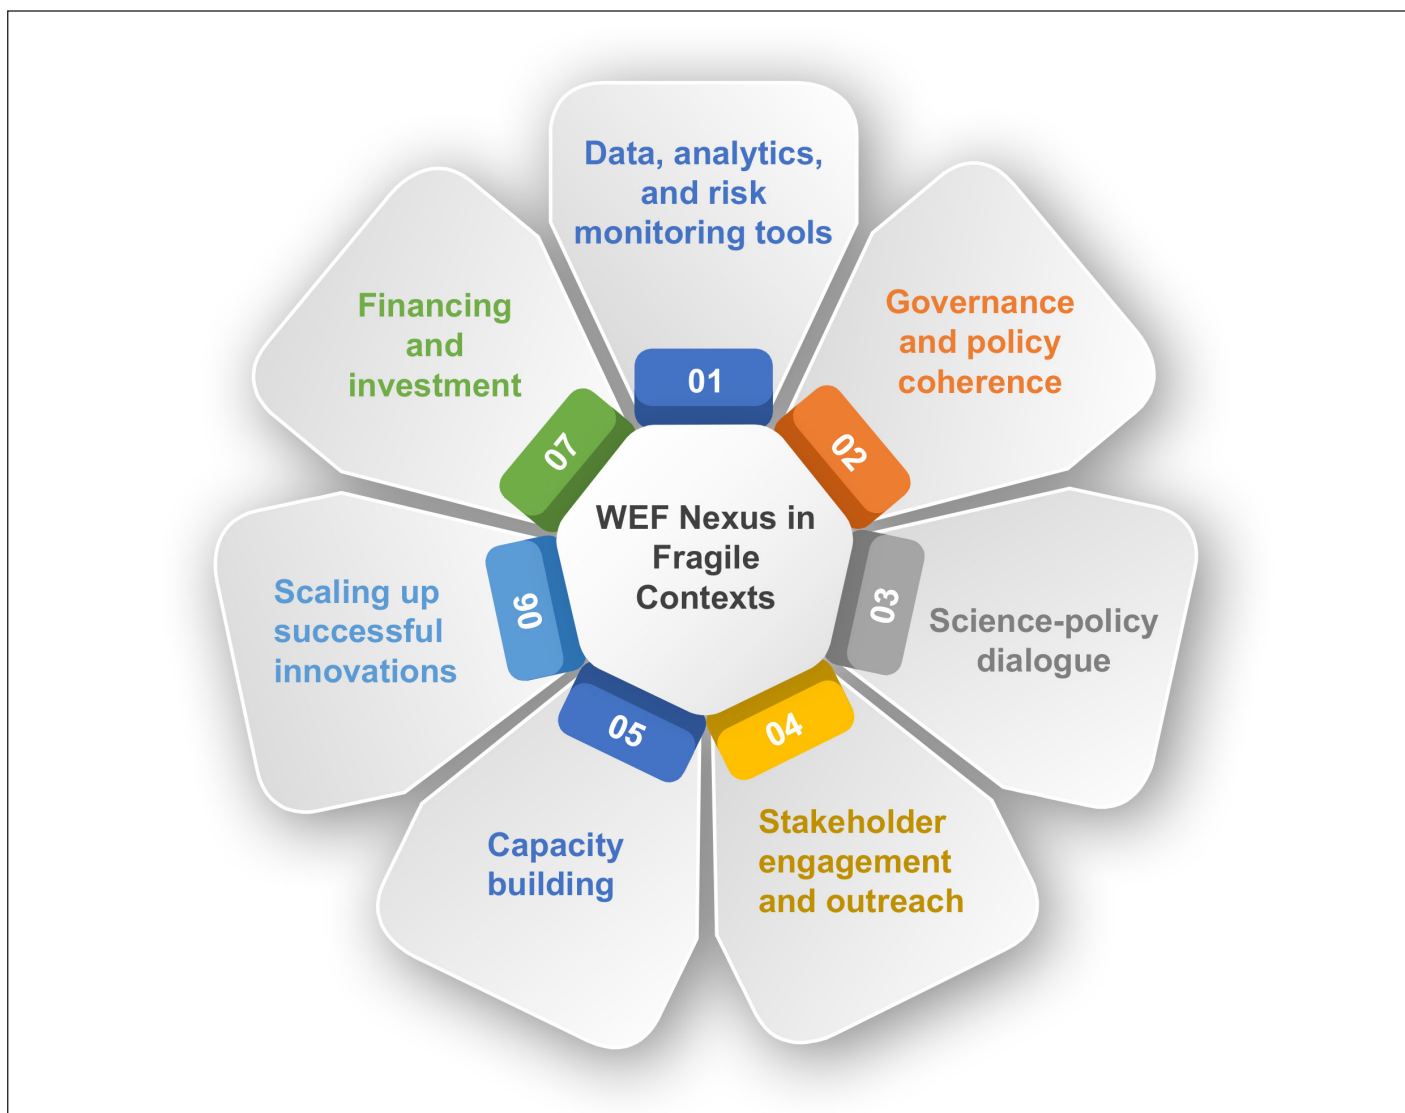 Data, analytics,
and risk
monitoring tools
01
Governance
and policy
coherence
02
Science-policy
dialogue
03
Stakeholder
engagement
and outreach
04
Capacity
building
05
Scaling up
successful
innovations
06
Financing
and
investment
07
WEF Nexus in
Fragile
Contexts